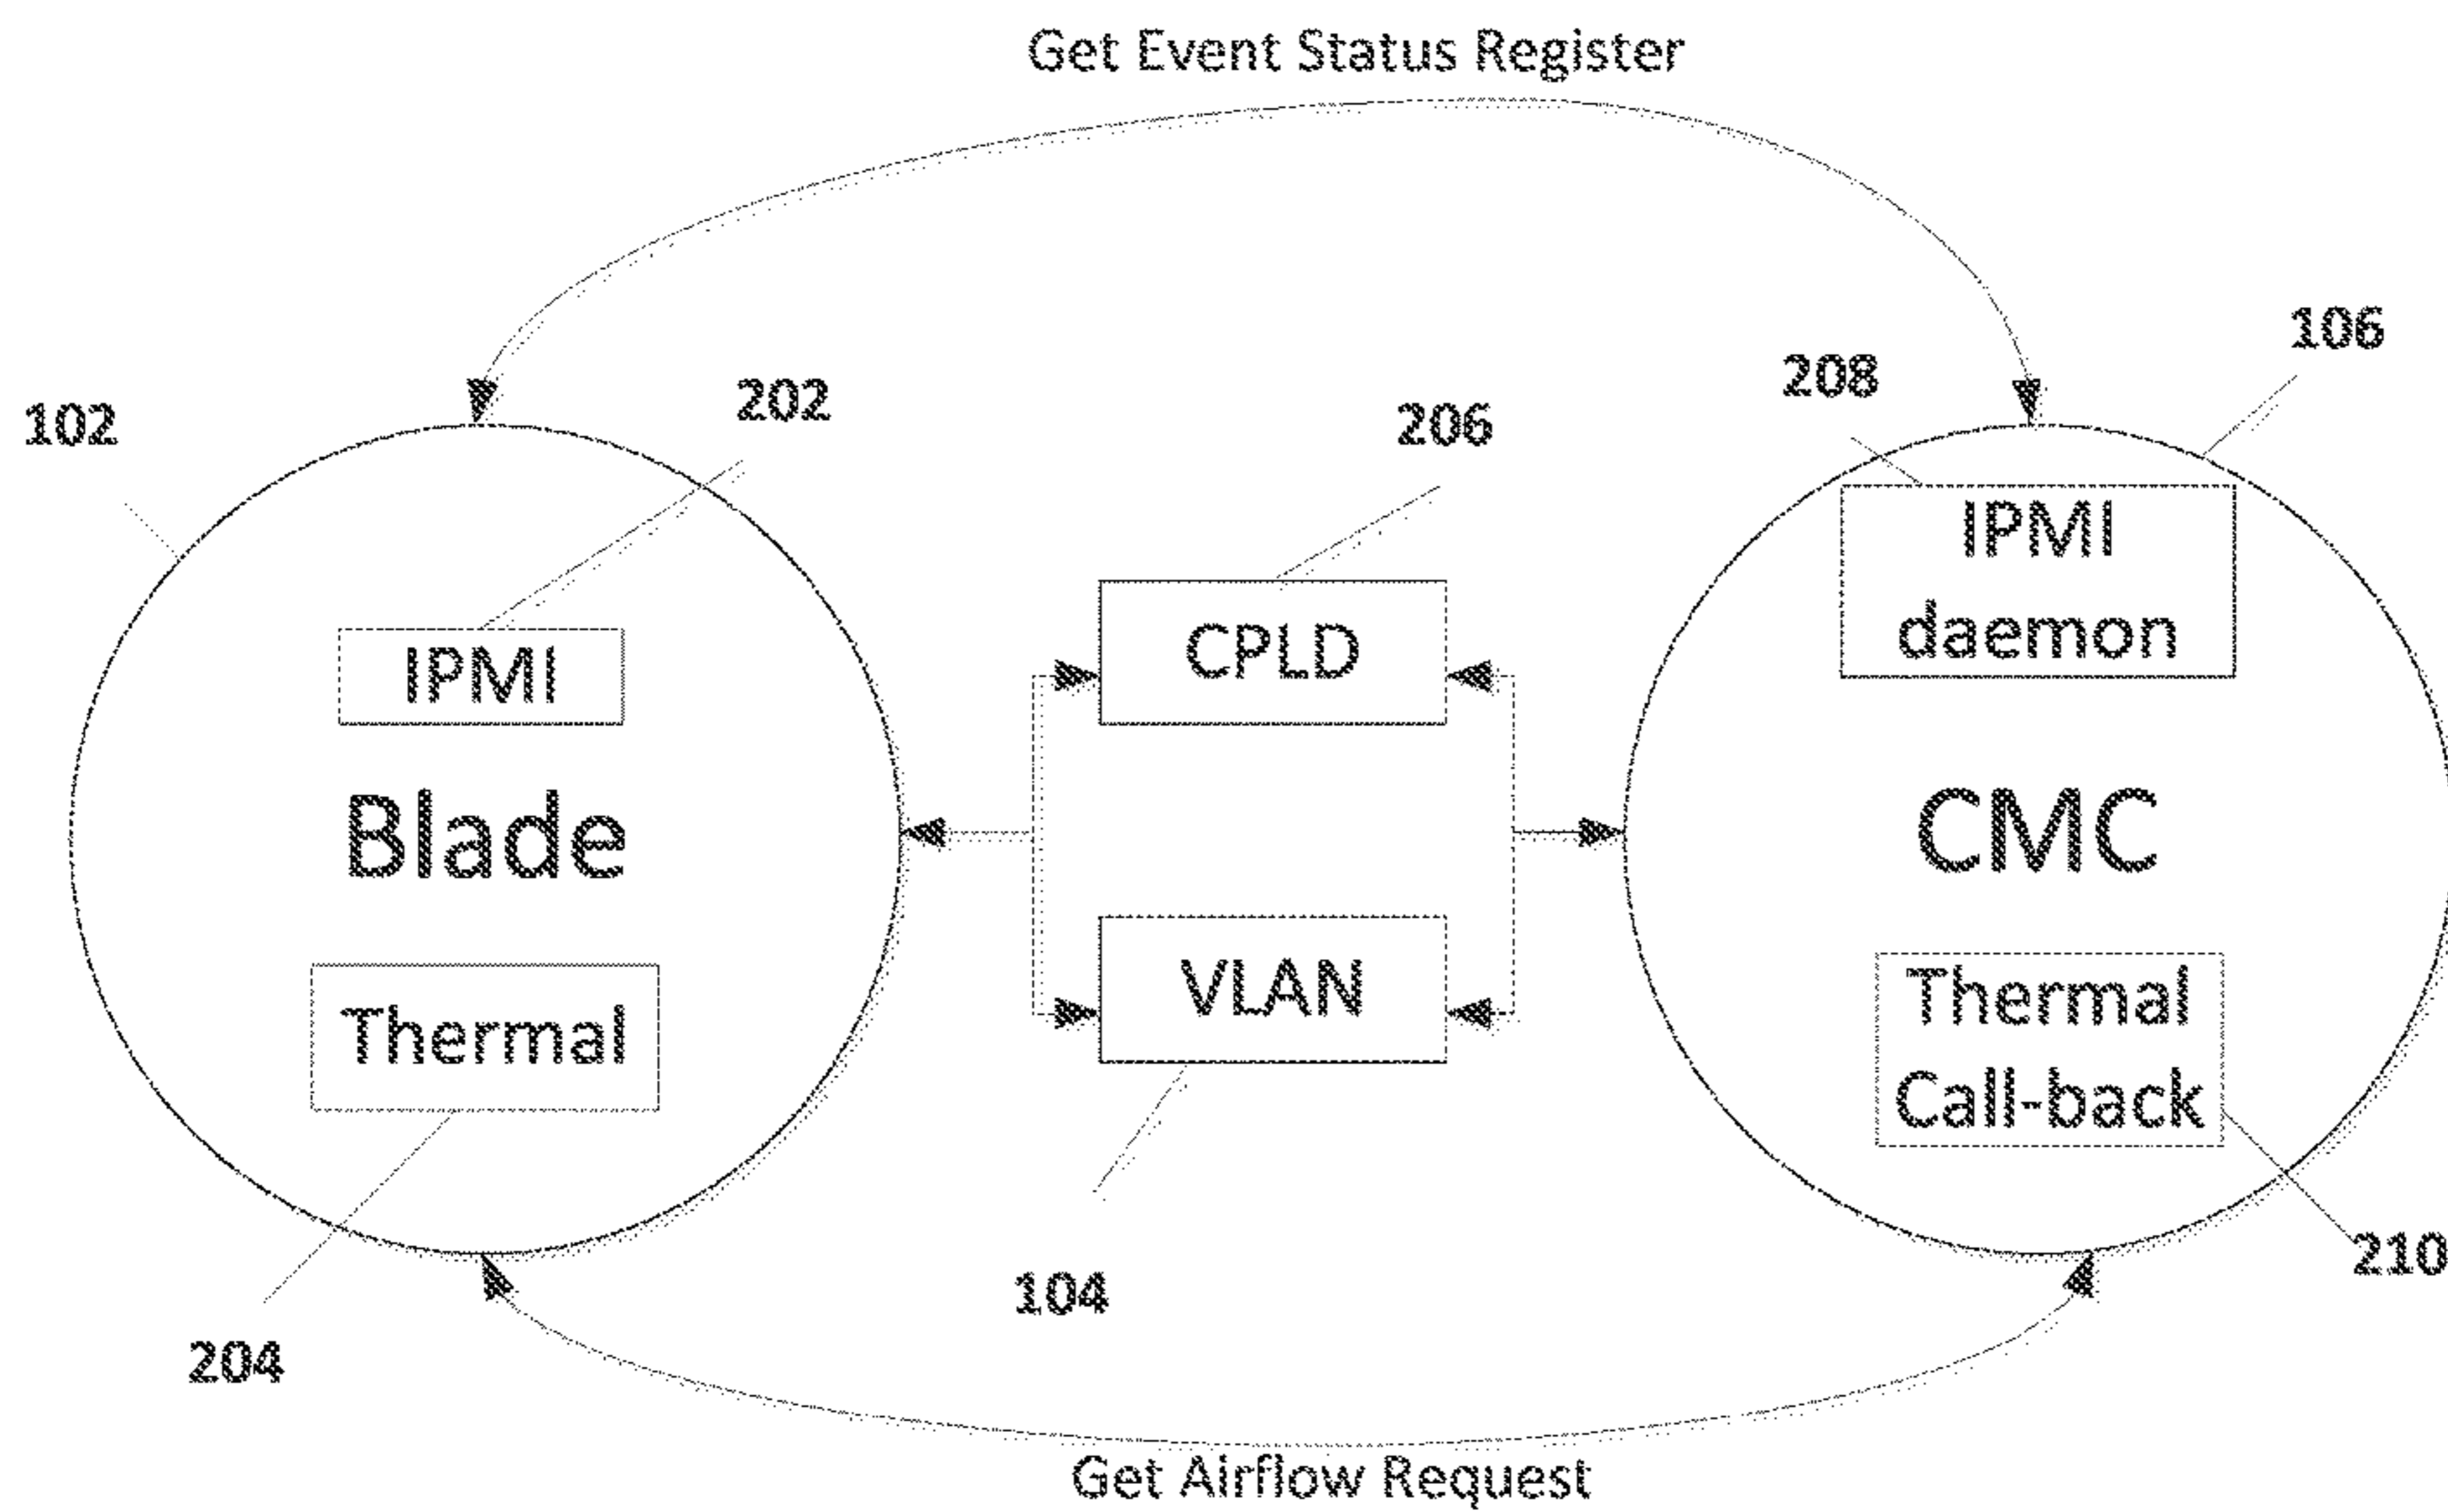 Get Event Status Register
106
208
202
206
102
IPMI
daemon
CPLD
IPMI
Blade
CMC
VLAN
Thermal
Thermal
Call-back
210
104
204
Get Airflow Request